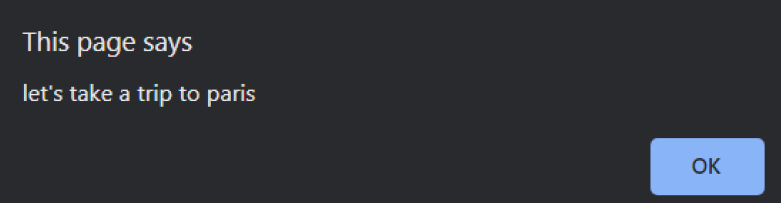 This page says
let's take a trip to paris
OK